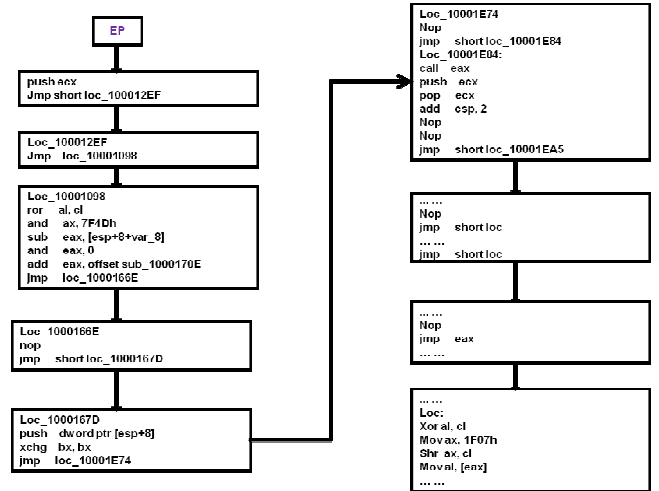 EP
push ecx
Jmp short loc_100012EF
Loc_100012EF
Jmp loc_10001098
Loc_10001098
ror al, cl
and ax, 7F4Dh
sub eax, [esp+8+var_8]
and eax, 0
add eax, offset sub_1000170E
jmp loc_1000166E
Loc_1000166E
nop
jmp short loc_1000167D
Loc_1000167D
push dword ptr [esp+8]
xchg bx, bx
jmp loc_10001E74
Loc_10001E74
Nop
jmp short loc_10001E84
Loc_10001E84:
call eax
push ecx
pop ecx
add esp, 2
Nop
Nop
jmp short loc_10001EA5
... ...
Nop
jmp short loc
... ...
jmp short loc
... ...
Nop
jmp eax
... ...
... ...
Loc:
Xor al, cl
Mov ax, 1F07h
Shr ax, cl
Mov al, [eax]
... ...